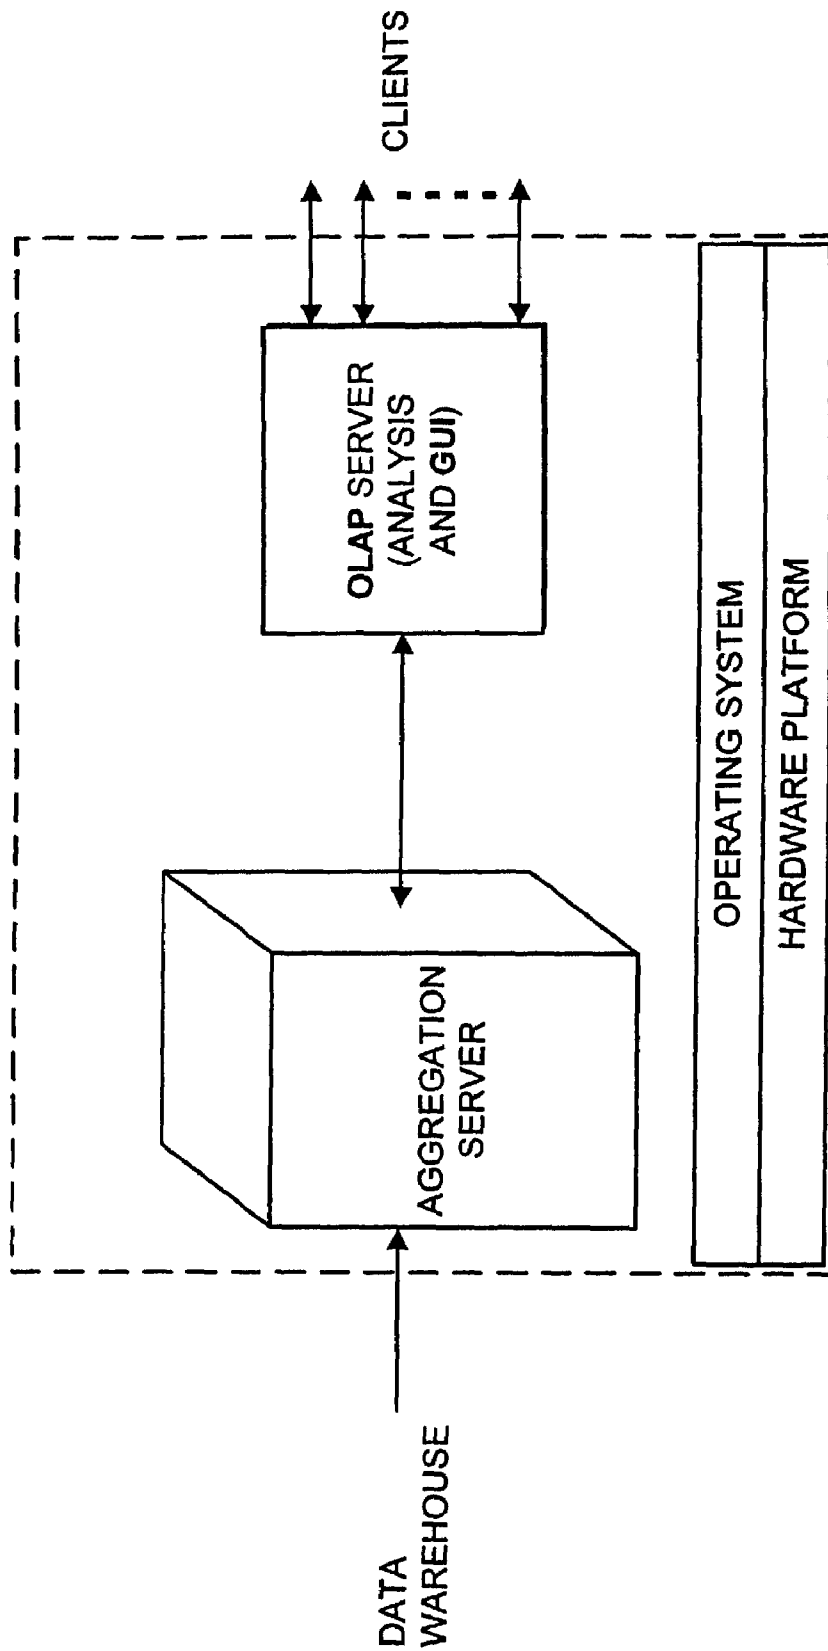 DATA
WAREHOUSE
AGGREGATION
SERVER
OLAP SERVER
(ANALYSIS
AND GUI)
CLIENTS
OPERATING SYSTEM
HARDWARE PLATFORM